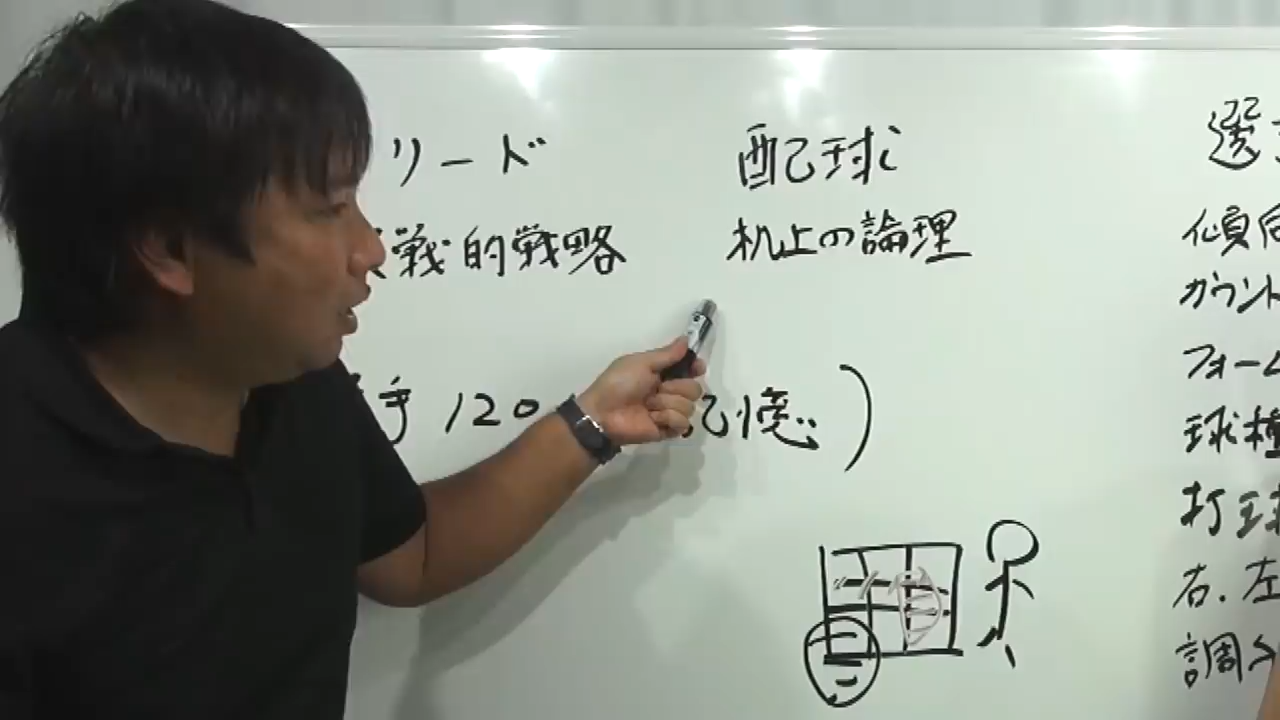 リード
戦的戦略
手 120 記憶)
配球
机上の論理
選
傾向
カウント
フォーム
球種
打球
右、左
調